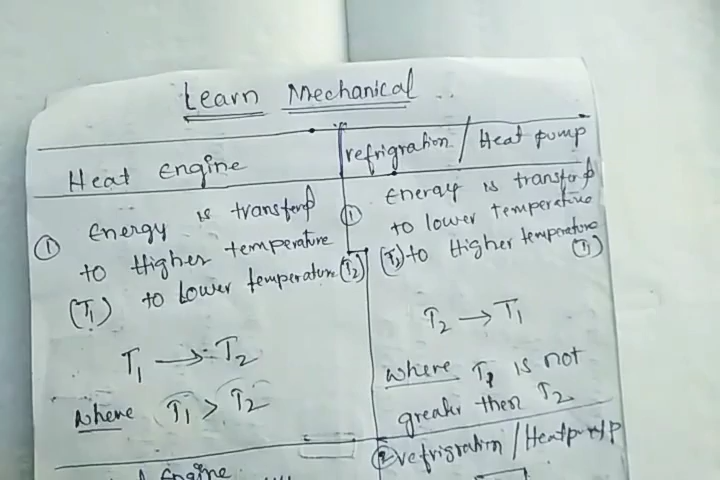 Learn Mechanical
Heat engine
refrigration / Heat pump
① Energy is transferd
to Higher temperature
(T1) to Lower temperature (T2)
T1 → T2
where T1 > T2
① Energy is transferd
to lower temperature
(T2) to Higher temperature
(T1)
T2 → T1
where T1 is not
greater then T2
② refrigration / Heat pump
Engine